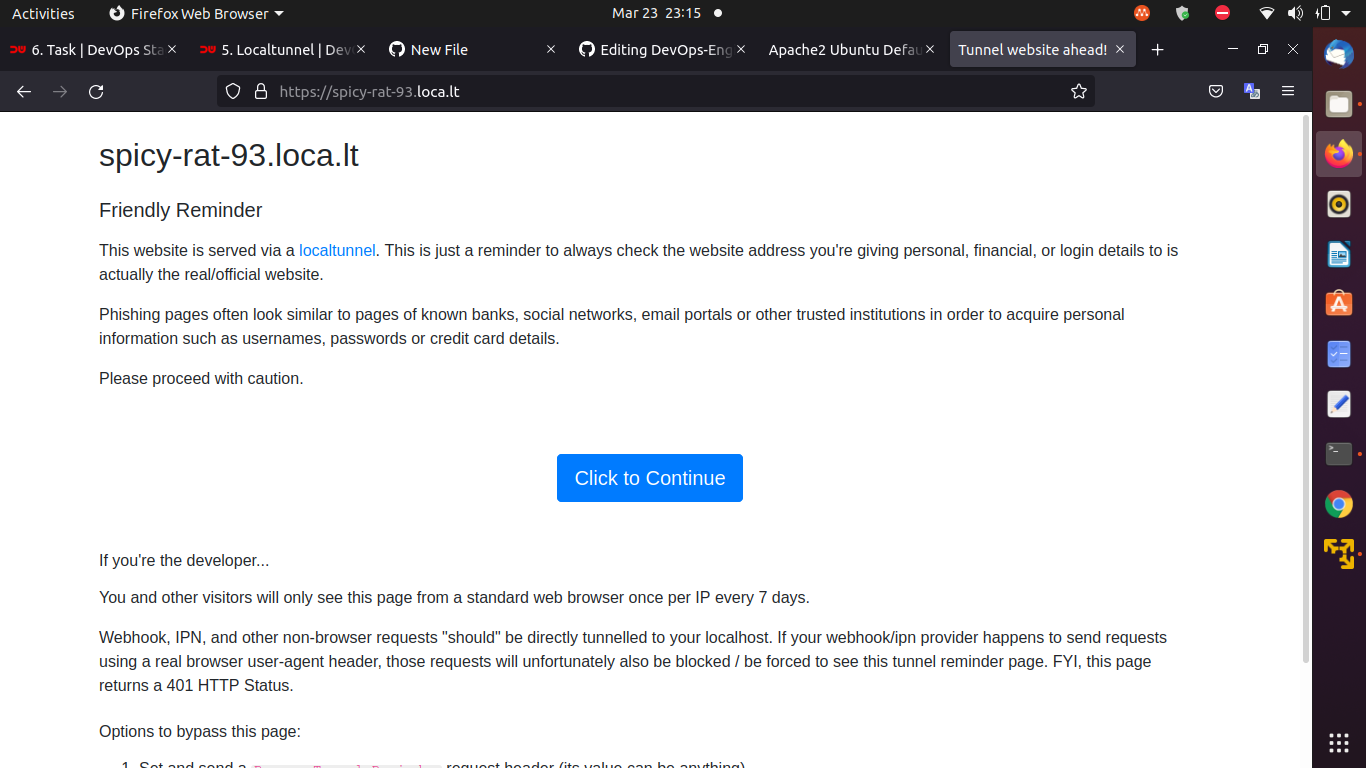 Activities Firefox Web Browser Mar 23 23:15
6. Task | DevOps Sta 5. Localtunnel | Dev New File Editing DevOps-Eng Apache2 Ubuntu Defau Tunnel website ahead!
https://spicy-rat-93.loca.lt
spicy-rat-93.loca.lt
Friendly Reminder
This website is served via a localtunnel. This is just a reminder to always check the website address you're giving personal, financial, or login details to is
actually the real/official website.
Phishing pages often look similar to pages of known banks, social networks, email portals or other trusted institutions in order to acquire personal
information such as usernames, passwords or credit card details.
Please proceed with caution.
Click to Continue
If you're the developer...
You and other visitors will only see this page from a standard web browser once per IP every 7 days.
Webhook, IPN, and other non-browser requests "should" be directly tunnelled to your localhost. If your webhook/ipn provider happens to send requests
using a real browser user-agent header, those requests will unfortunately also be blocked / be forced to see this tunnel reminder page. FYI, this page
returns a 401 HTTP Status.
Options to bypass this page:
1. Set and send a request header (its value can be anything)